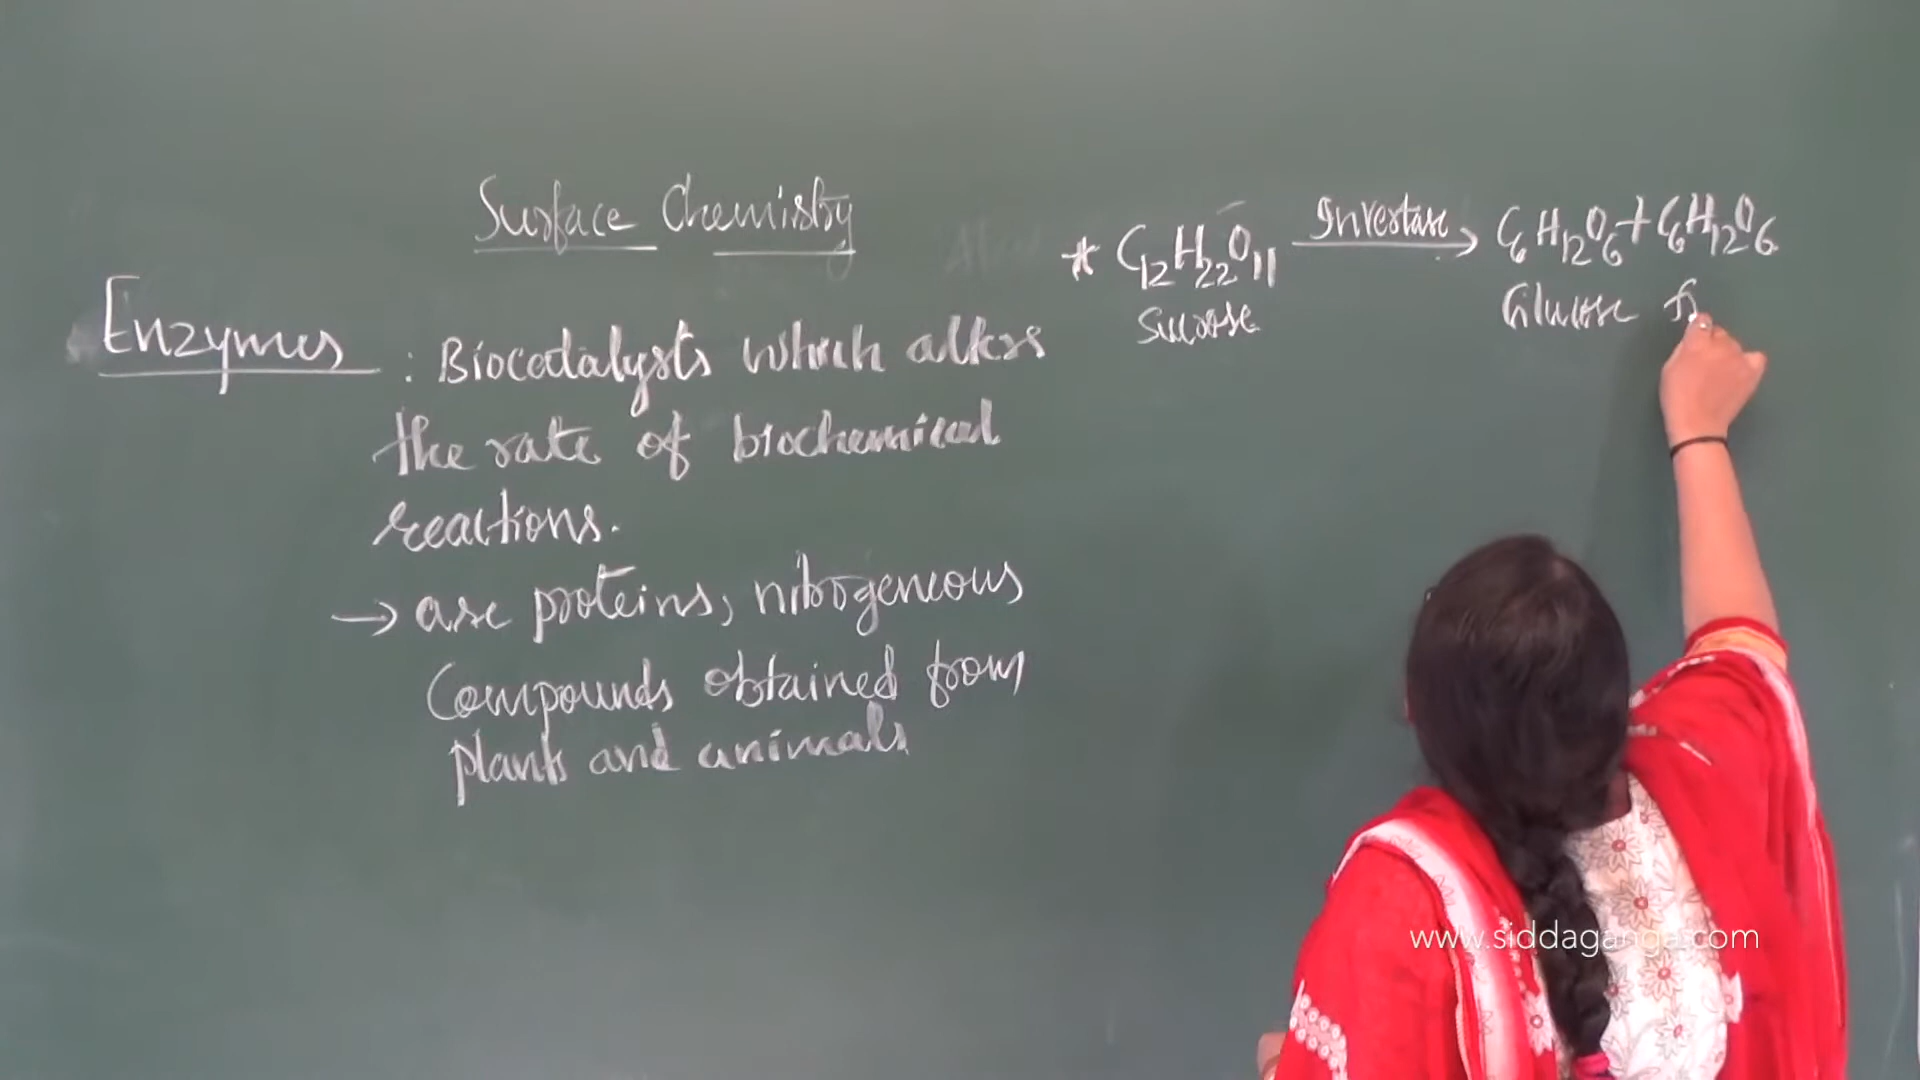 Surface Chemistry
Enzymes : Biocatalysts which alters
the rate of biochemical
reactions.
→ are proteins, nitrogeneous
Compounds obtained from
plants and animals
* C12H22O11 Invertase → C6H12O6 + C6H12O6
Sucrose Glucose
www.siddaganga.com